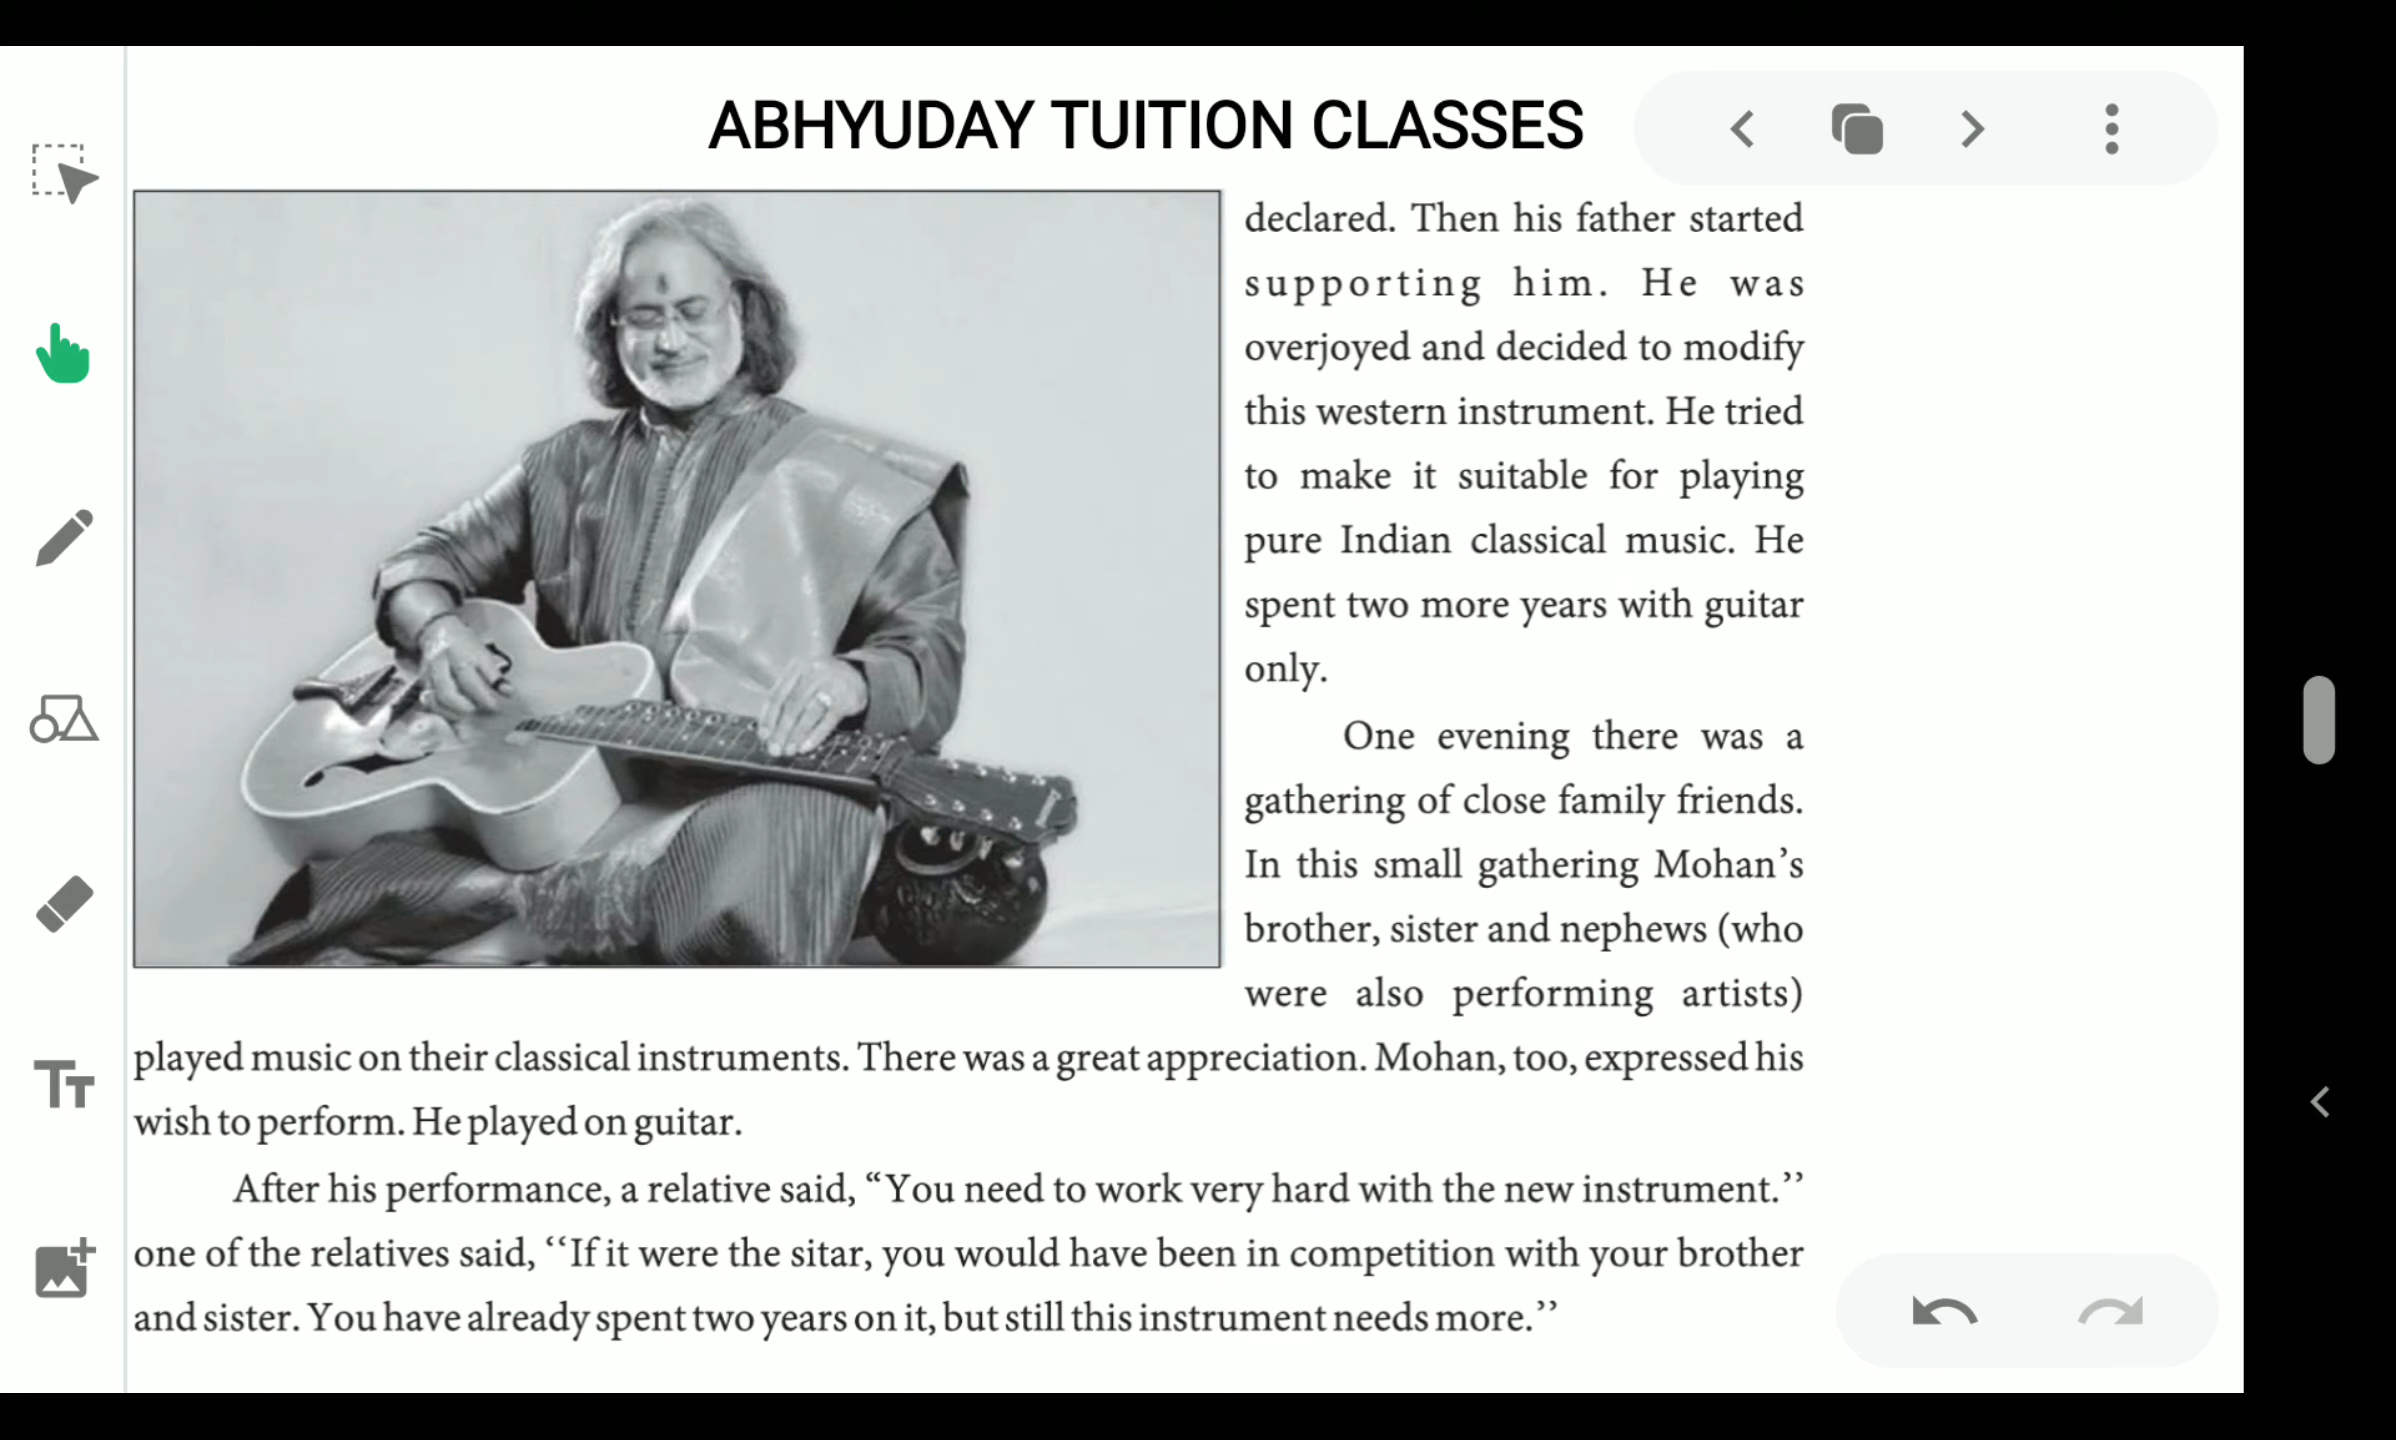 ABHYUDAY TUITION CLASSES
declared. Then his father started
supporting him. He was
overjoyed and decided to modify
this western instrument. He tried
to make it suitable for playing
pure Indian classical music. He
spent two more years with guitar
only.
One evening there was a
gathering of close family friends.
In this small gathering Mohan’s
brother, sister and nephews (who
were also performing artists)
played music on their classical instruments. There was a great appreciation. Mohan, too, expressed his
wish to perform. He played on guitar.
After his performance, a relative said, “You need to work very hard with the new instrument.’’
one of the relatives said, ‘‘If it were the sitar, you would have been in competition with your brother
and sister. You have already spent two years on it, but still this instrument needs more.’’
Tт